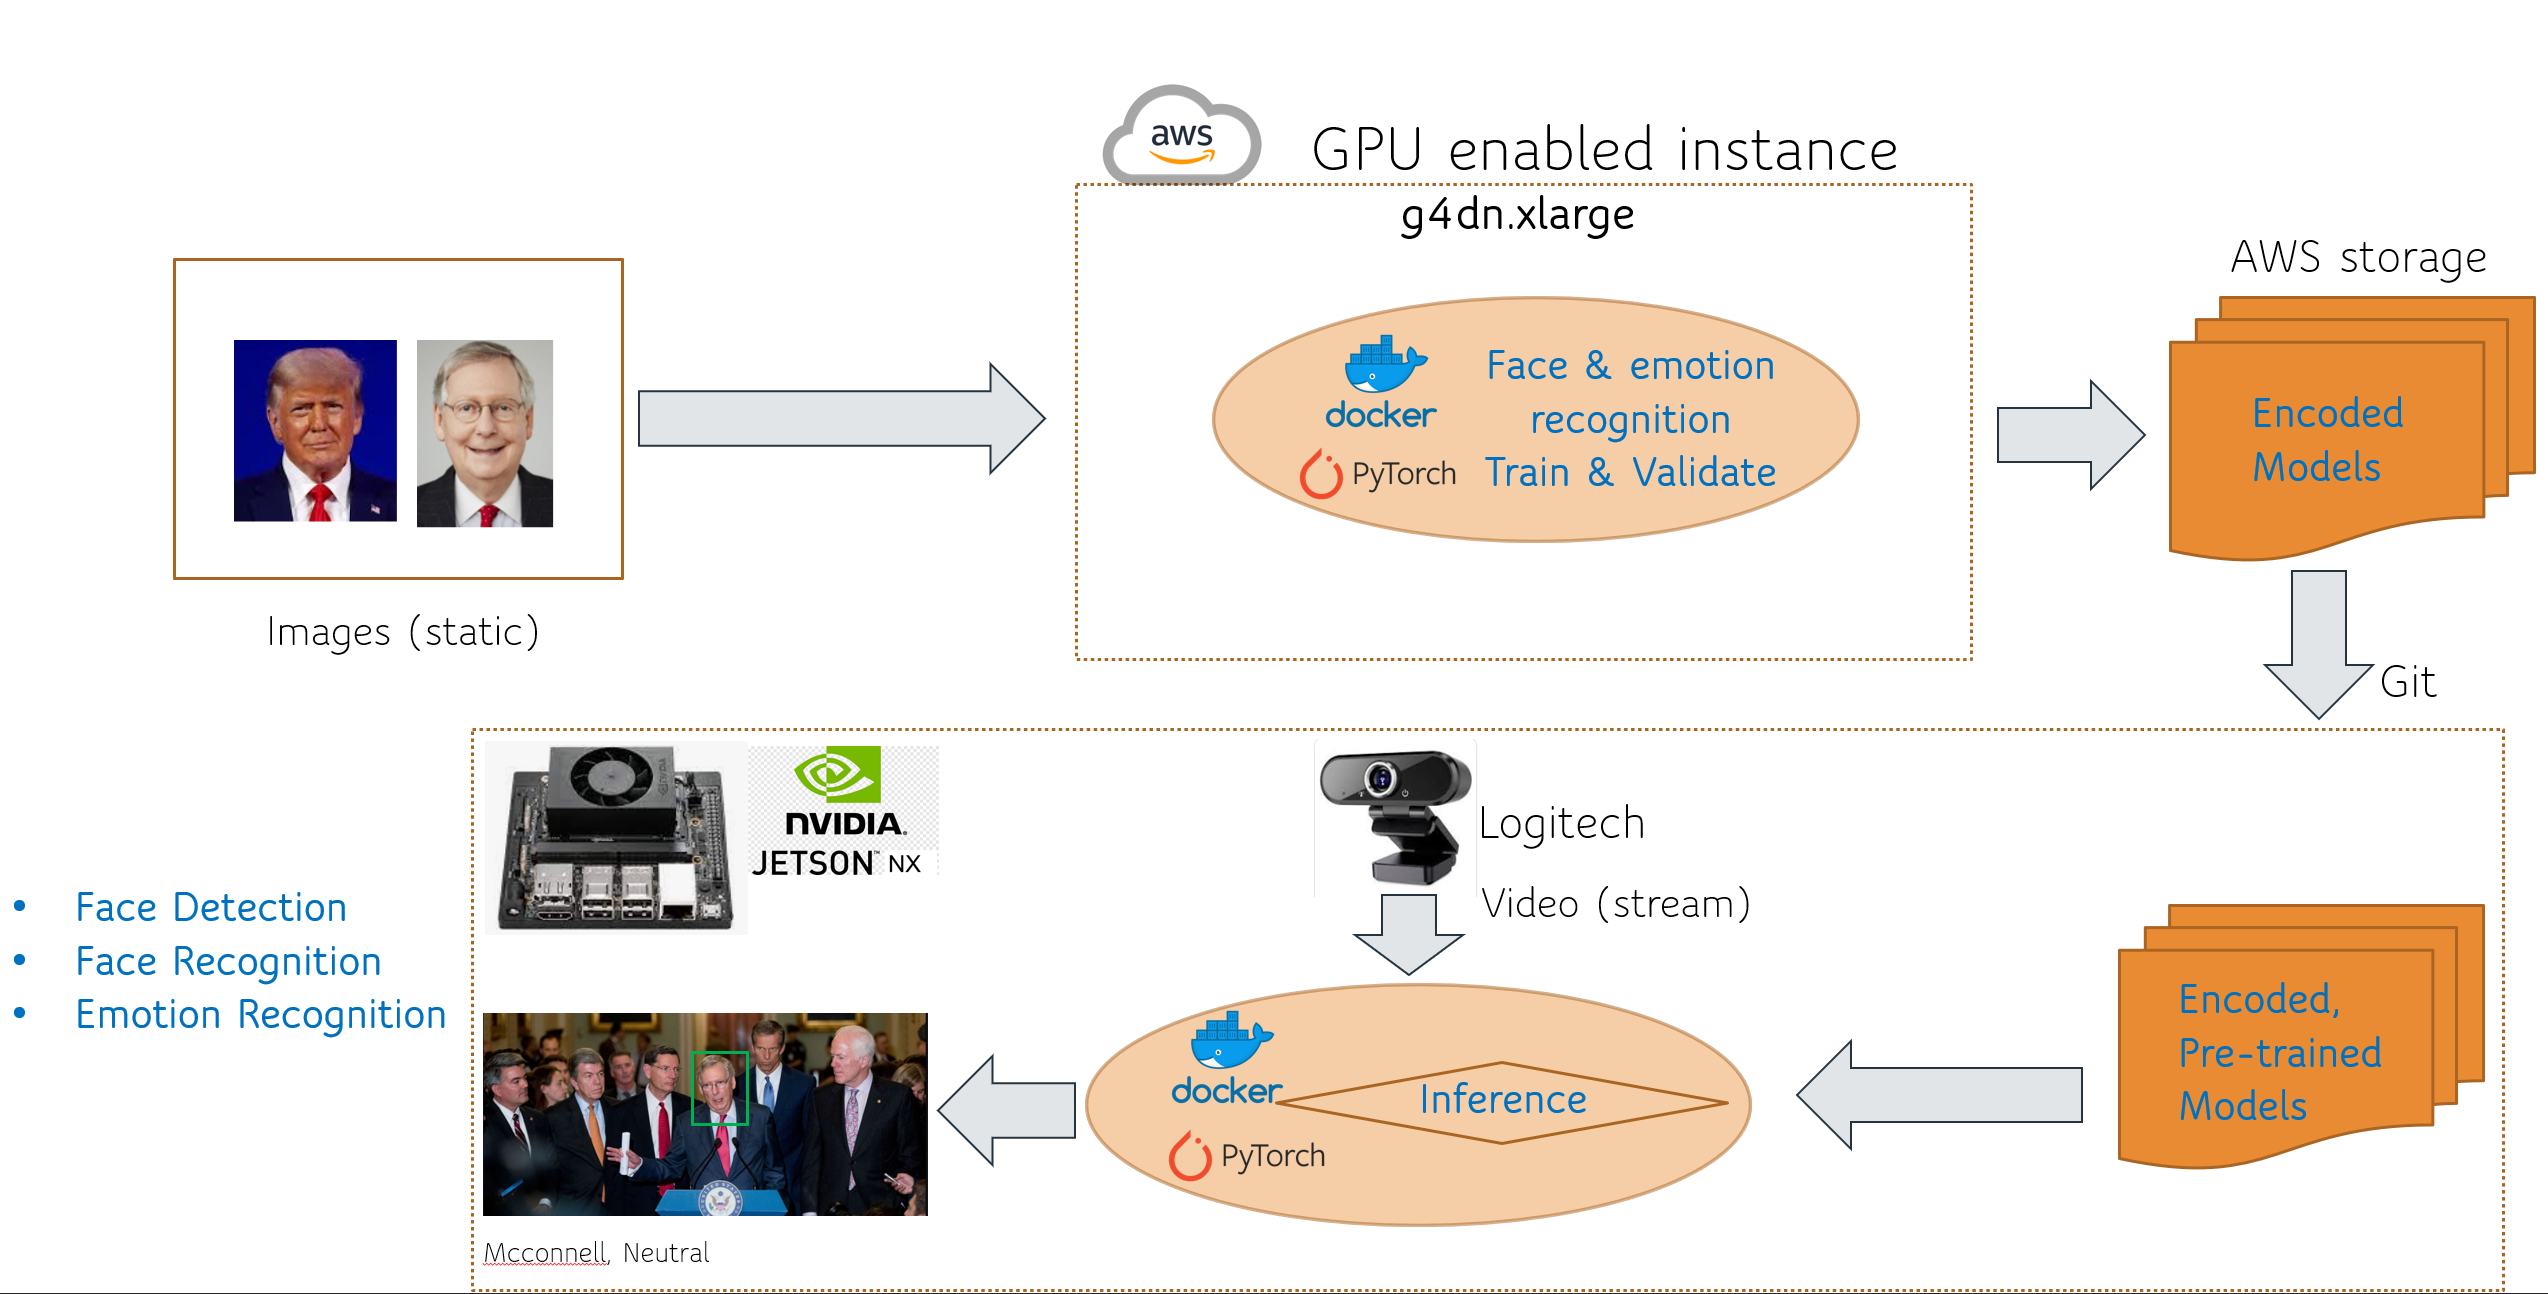 aws
GPU enabled instance
g4dn.xlarge
AWS storage
docker
PyTorch
Face & emotion
recognition
Train & Validate
Encoded
Models
Images (static)
Git
NVIDIA
NVIDIA.
JETSON™ NX
Logitech
Video (stream)
• Face Detection
• Face Recognition
• Emotion Recognition
docker
PyTorch
Inference
Encoded,
Pre-trained
Models
Mcconnell, Neutral